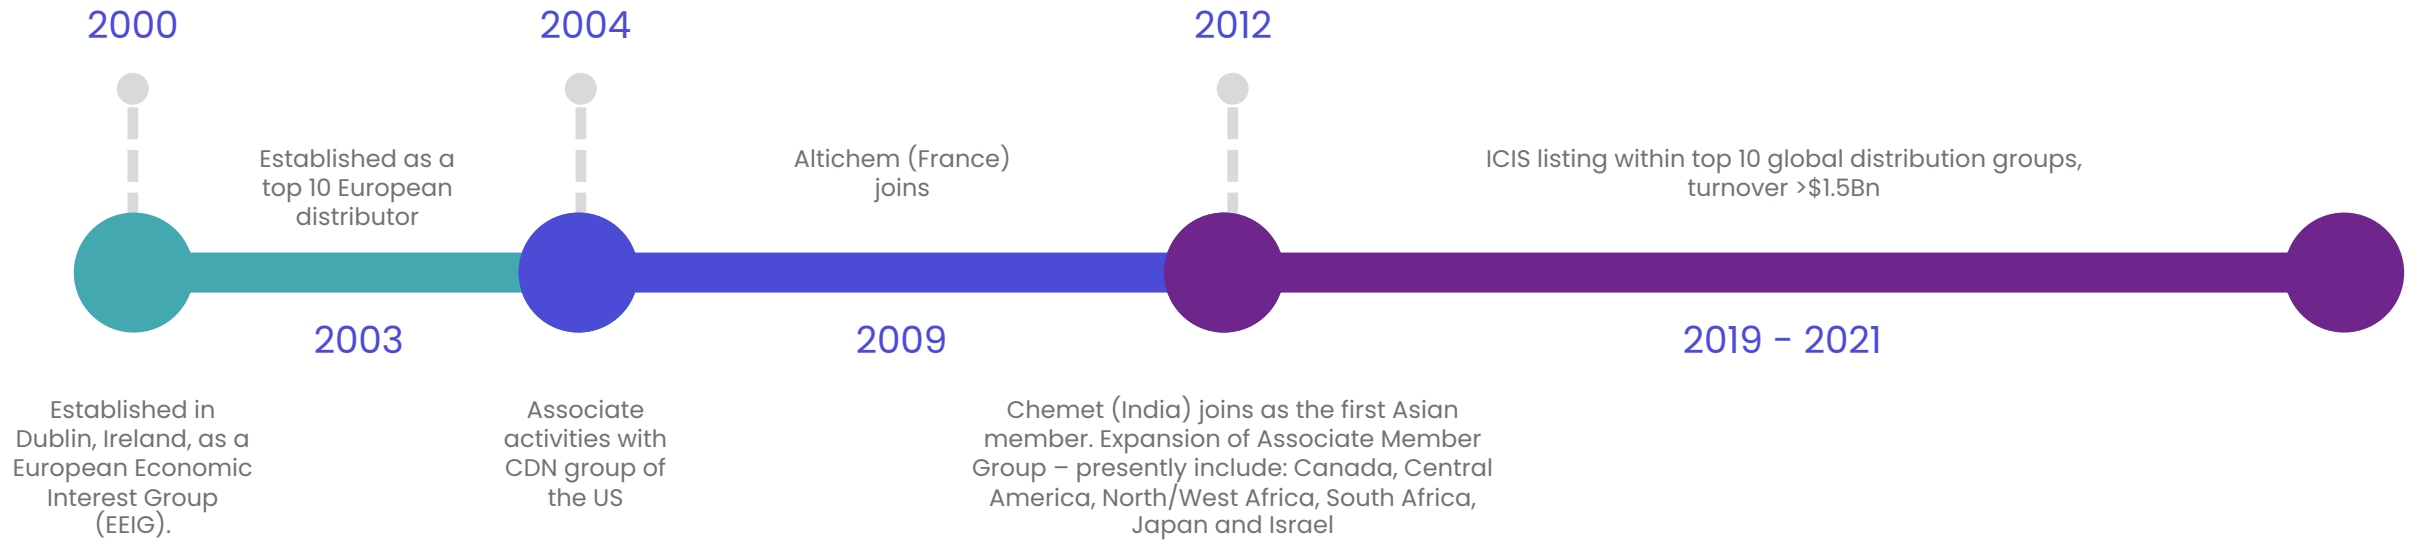 2000
Established in
Dublin, Ireland, as a
European Economic
Interest Group
(EEIG).
Established as a
top 10 European
distributor
2003
2004
Associate
activities with
CDN group of
the US
Altichem (France)
joins
2009
2012
Chemet (India) joins as the first Asian
member. Expansion of Associate Member
Group – presently include: Canada, Central
America, North/West Africa, South Africa,
Japan and Israel
ICIS listing within top 10 global distribution groups,
turnover >$1.5Bn
2019 - 2021